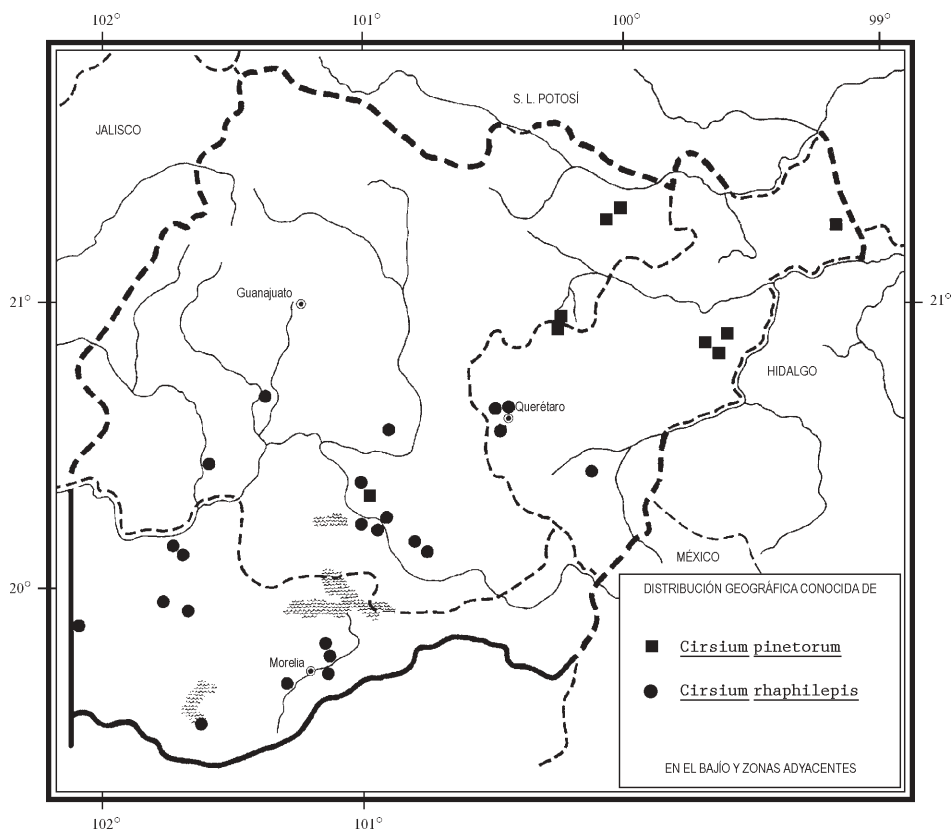 102° 101° 100° 99°
S. L. POTOSÍ
JALISCO
Guanajuato
21° 21°
HIDALGO
Querétaro
MÉXICO
20°
DISTRIBUCIÓN GEOGRÁFICA CONOCIDA DE
Cirsium pinetorum
Morelia
Cirsium rhaphilepis
EN EL BAJÍO Y ZONAS ADYACENTES
102° 101°